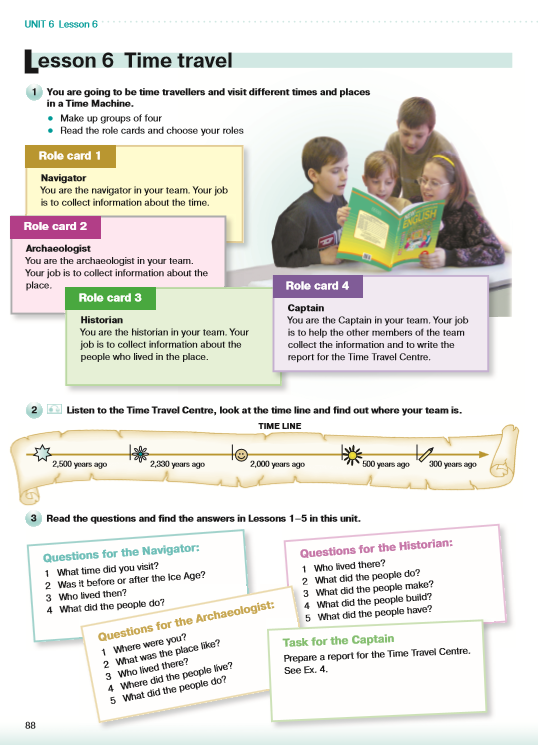 UNIT 6 Lesson 6
Lesson 6 Time travel
1 You are going to be time travellers and visit different times and places
in a Time Machine.
• Make up groups of four
• Read the role cards and choose your roles
Role card 1
Navigator
You are the navigator in your team. Your job
is to collect information about the time.
Role card 2
Archaeologist
You are the archaeologist in your team.
Your job is to collect information about the
place.
Role card 3
Historian
You are the historian in your team. Your
job is to collect information about the
people who lived in the place.
Role card 4
Captain
You are the Captain in your team. Your job
is to help the other members of the team
collect the information and to write the
report for the Time Travel Centre.
ENGLISH
2 Listen to the Time Travel Centre, look at the time line and find out where your team is.
TIME LINE
2,500 years ago 2,330 years ago 2,000 years ago 500 years ago 300 years ago
3 Read the questions and find the answers in Lessons 1–5 in this unit.
Questions for the Navigator:
1 What time did you visit?
2 Was it before or after the Ice Age?
3 Who lived then?
4 What did the people do?
Questions for the Historian:
1 Who lived there?
2 What did the people do?
3 What did the people make?
4 What did the people build?
5 What did the people have?
Questions for the Archaeologist:
1 Where were you?
2 What was the place like?
3 Who lived there?
4 Where did the people live?
5 What did the people do?
Task for the Captain
Prepare a report for the Time Travel Centre.
See Ex. 4.
88